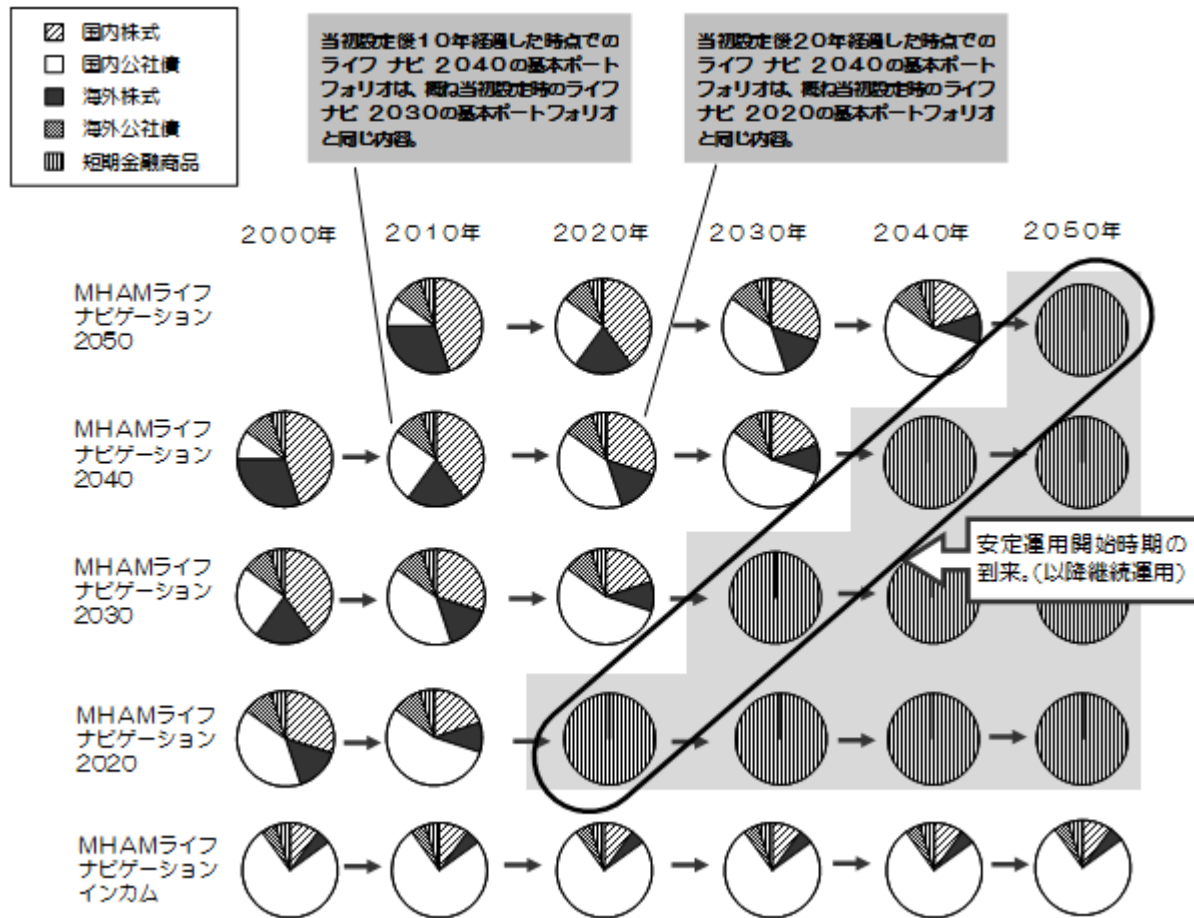 国内株式
国内公社債
海外株式
海外公社債
短期金融商品
当初設定後10年経過した時点での
ライフ ナビ 2040の基本ポート
フォリオは、概ね当初設定時のライフ
ナビ 2030の基本ポートフォリオ
と同じ内容。
当初設定後20年経過した時点での
ライフ ナビ 2040の基本ポート
フォリオは、概ね当初設定時のライフ
ナビ 2020の基本ポートフォリオ
と同じ内容。
2000年 2010年 2020年 2030年 2040年 2050年
MHAMライフ
ナビゲーション
2050
MHAMライフ
ナビゲーション
2040
安定運用開始時期の
到来。(以降継続運用)
MHAMライフ
ナビゲーション
2030
MHAMライフ
ナビゲーション
2020
MHAMライフ
ナビゲーション
インカム